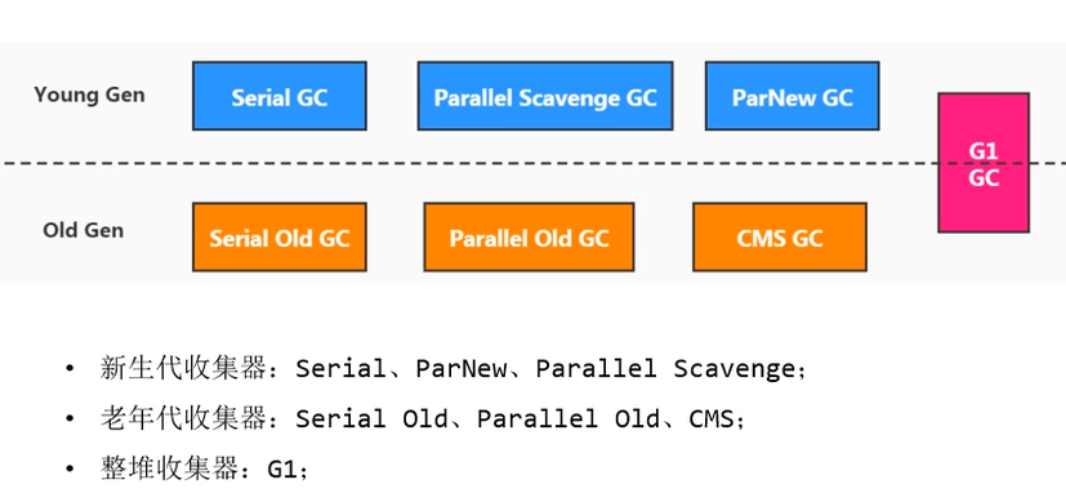 Young Gen
Serial GC
Parallel Scavenge GC
ParNew GC
G1
GC
Old Gen
Serial Old GC
Parallel Old GC
CMS GC
• 新生代收集器：Serial、ParNew、Parallel Scavenge；
• 老年代收集器：Serial Old、Parallel Old、CMS；
• 整堆收集器：G1；